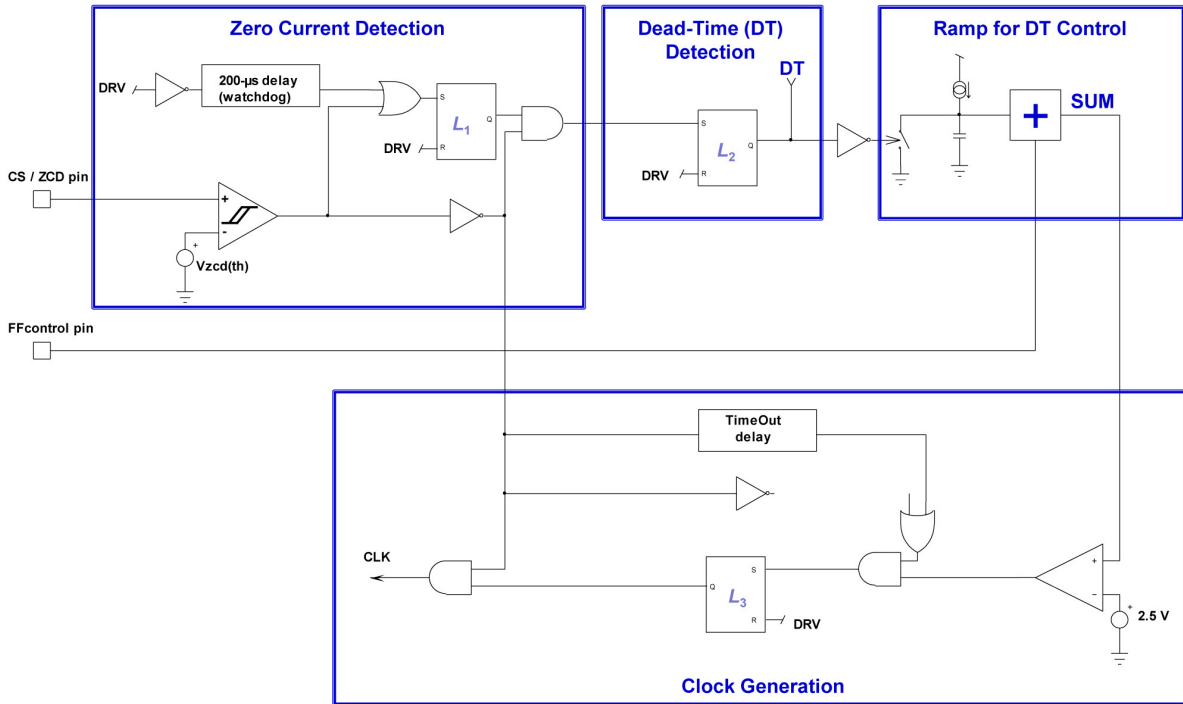 Zero Current Detection
Dead-Time (DT)
Detection
Ramp for DT Control
DT
SUM
+
DRV
200-µs delay
(watchdog)
S
Q
R
L1
DRV
S
Q
R
L2
DRV
CS / ZCD pin
+
-
+
Vzcd(th)
FFcontrol pin
TimeOut
delay
CLK
S
Q
R
L3
DRV
+
–
+
2.5 V
Clock Generation